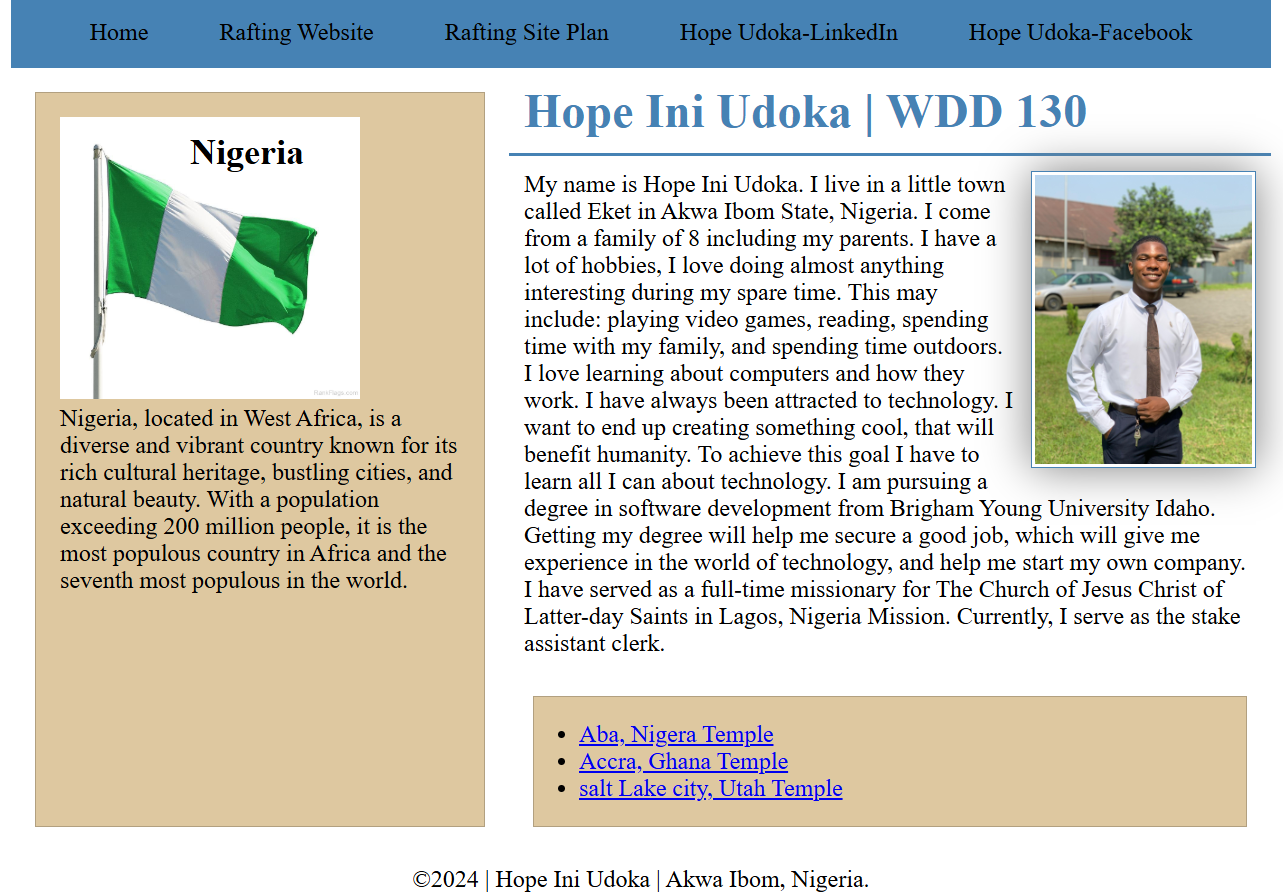 Home Rafting Website Rafting Site Plan Hope Udoka-LinkedIn Hope Udoka-Facebook
Nigeria
Nigeria, located in West Africa, is a
diverse and vibrant country known for its
rich cultural heritage, bustling cities, and
natural beauty. With a population
exceeding 200 million people, it is the
most populous country in Africa and the
seventh most populous in the world.
Hope Ini Udoka | WDD 130
My name is Hope Ini Udoka. I live in a little town
called Eket in Akwa Ibom State, Nigeria. I come
from a family of 8 including my parents. I have a
lot of hobbies, I love doing almost anything
interesting during my spare time. This may
include: playing video games, reading, spending
time with my family, and spending time outdoors.
I love learning about computers and how they
work. I have always been attracted to technology. I
want to end up creating something cool, that will
benefit humanity. To achieve this goal I have to
learn all I can about technology. I am pursuing a
degree in software development from Brigham Young University Idaho.
Getting my degree will help me secure a good job, which will give me
experience in the world of technology, and help me start my own company.
I have served as a full-time missionary for The Church of Jesus Christ of
Latter-day Saints in Lagos, Nigeria Mission. Currently, I serve as the stake
assistant clerk.
Aba, Nigera Temple
Accra, Ghana Temple
salt Lake city, Utah Temple
©2024 | Hope Ini Udoka | Akwa Ibom, Nigeria.